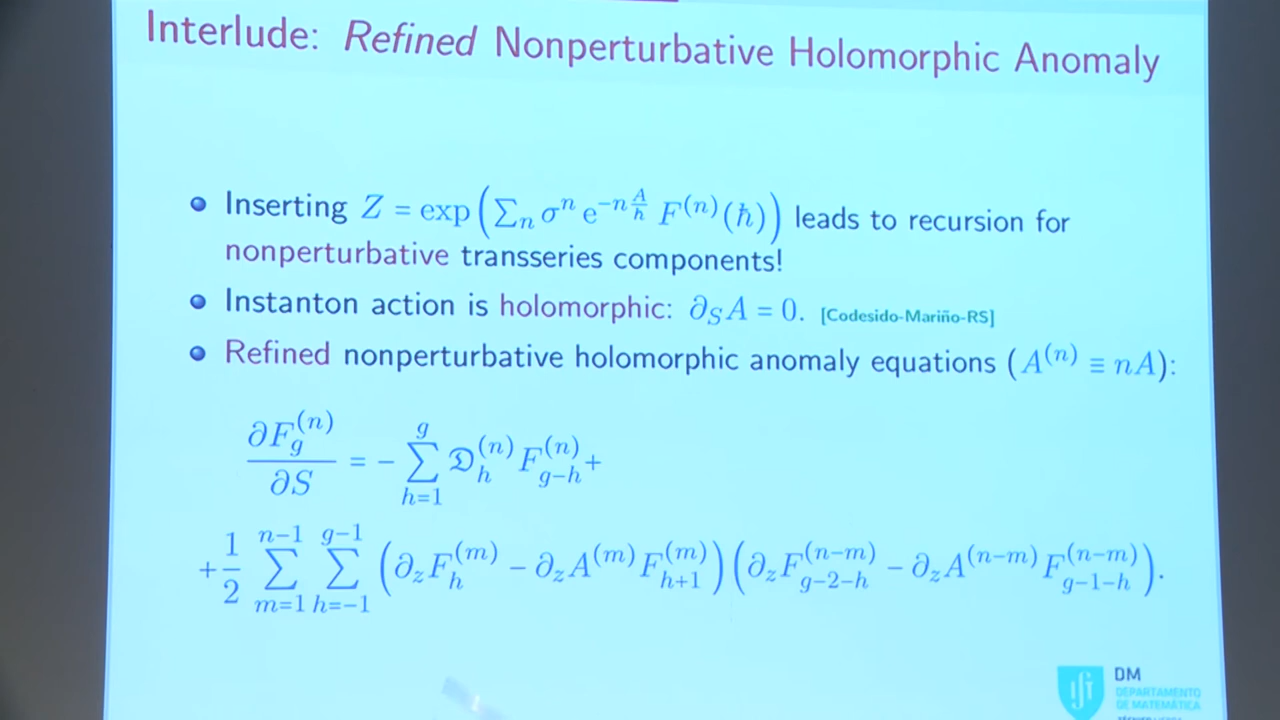 Interlude: Refined Nonperturbative Holomorphic Anomaly
Inserting Z = exp(∑ₙ σⁿ e^{-n A/ħ} F⁽ⁿ⁾(ħ)) leads to recursion for
nonperturbative transseries components!
Instanton action is holomorphic: ∂_S A = 0. [Codesido-Mariño-RS]
Refined nonperturbative holomorphic anomaly equations (A⁽ⁿ⁾ ≡ nA):
∂F_g^{(n)}/∂S = − ∑_{h=1}^{g} 𝔇_h^{(n)} F_{g−h}^{(n)} +
+ 1/2 ∑_{m=1}^{n−1} ∑_{h=−1}^{g−1} (∂_z F_h^{(m)} − ∂_z A^{(m)} F_{h+1}^{(m)}) (∂_z F_{g−2−h}^{(n−m)} − ∂_z A^{(n−m)} F_{g−1−h}^{(n−m)}).
DM
DEPARTAMENTO
DE MATEMÁTICA